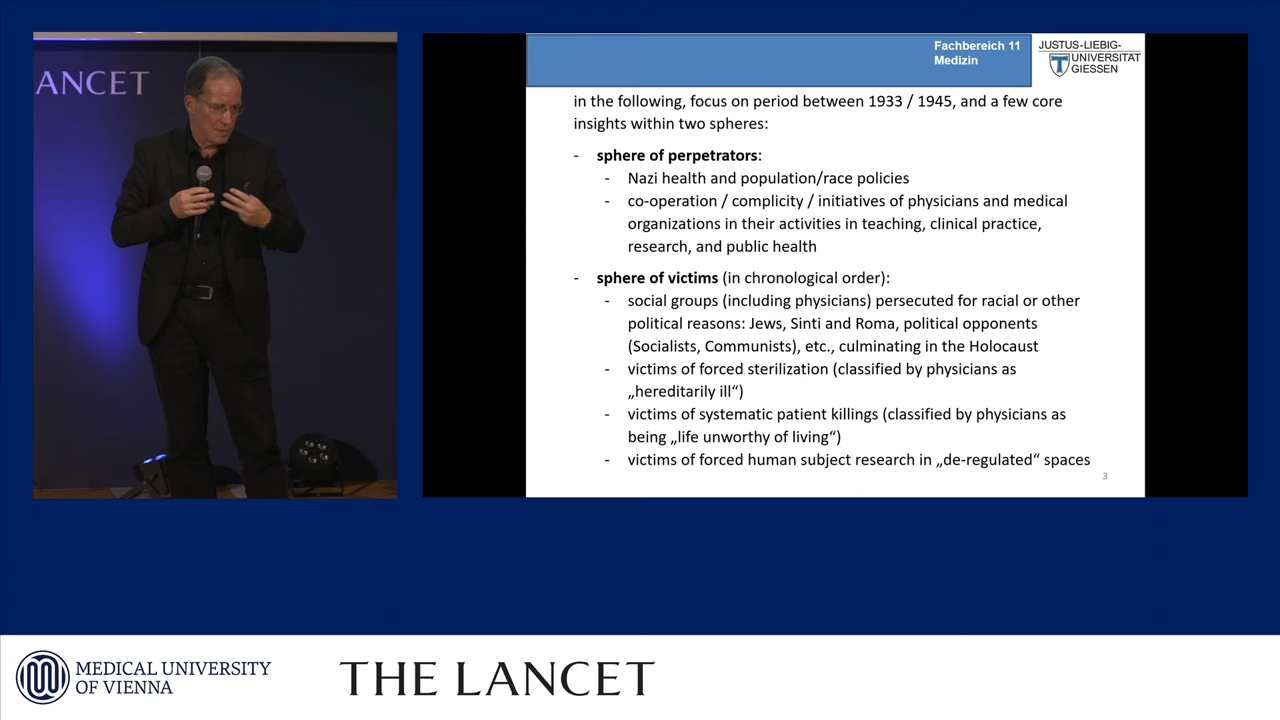 ANCET
Fachbereich 11
Medizin
JUSTUS-LIEBIG-
UNIVERSITAT
GIESSEN
in the following, focus on period between 1933 / 1945, and a few core
insights within two spheres:
- sphere of perpetrators:
- Nazi health and population/race policies
- co-operation / complicity / initiatives of physicians and medical
organizations in their activities in teaching, clinical practice,
research, and public health
- sphere of victims (in chronological order):
- social groups (including physicians) persecuted for racial or other
political reasons: Jews, Sinti and Roma, political opponents
(Socialists, Communists), etc., culminating in the Holocaust
- victims of forced sterilization (classified by physicians as
„hereditarily ill“)
- victims of systematic patient killings (classified by physicians as
being „life unworthy of living“)
- victims of forced human subject research in „de-regulated“ spaces
3
MEDICAL UNIVERSITY
OF VIENNA
THE LANCET